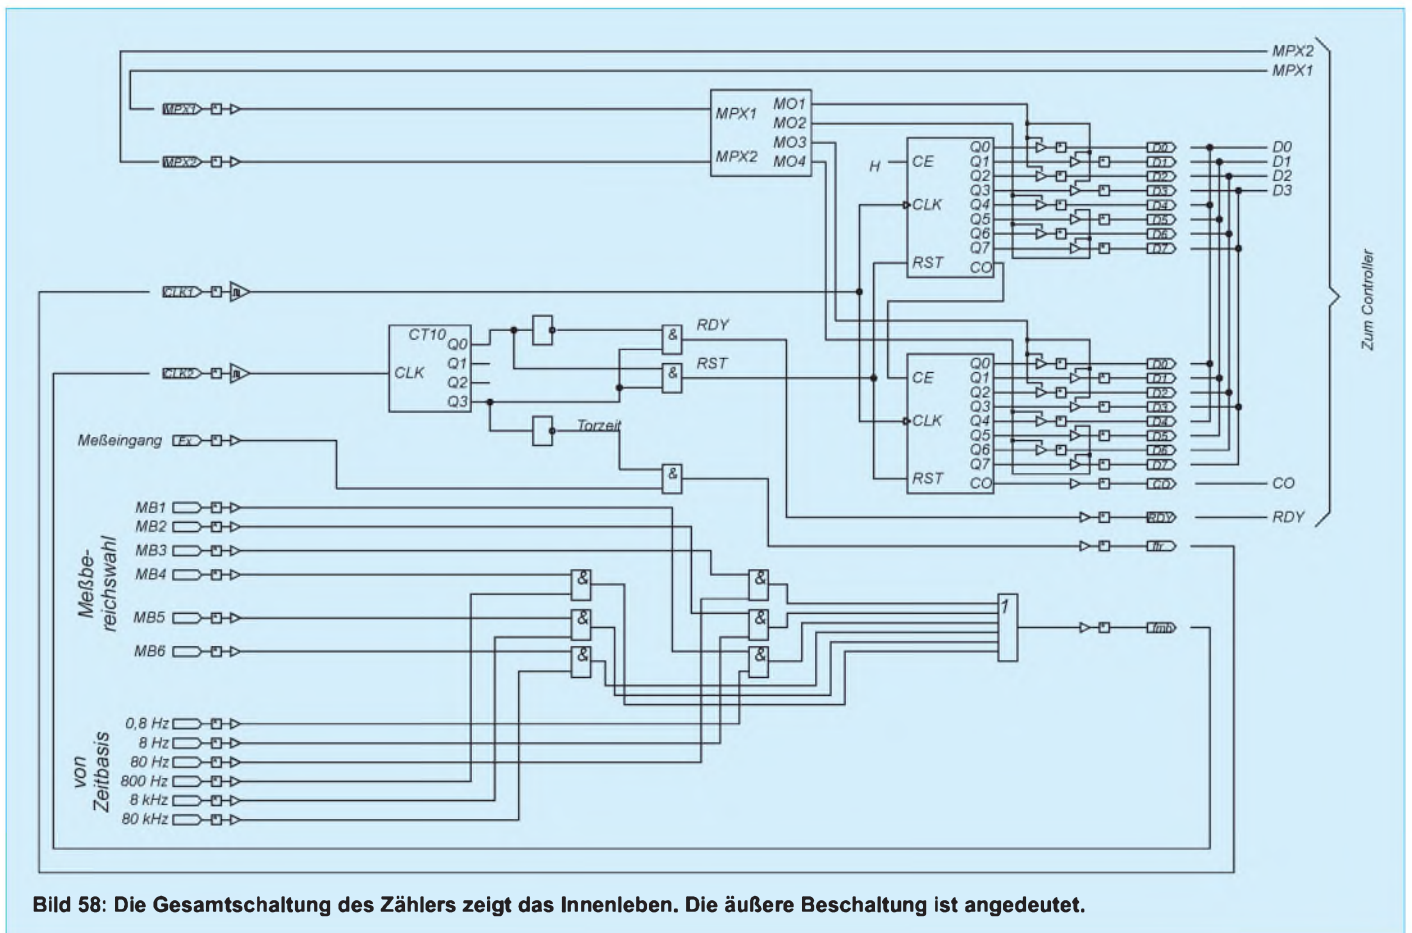 MPX2
MPX1
MPX1
MPX2
MPX1
MPX2
MO1
MO2
MO3
MO4
H
CE
CLK
RST
Q0
Q1
Q2
Q3
Q4
Q5
Q6
Q7
CO
D0
D1
D2
D3
D4
D5
D6
D7
D0
D1
D2
D3
Zum Controller
CLK1
CLK2
CT10
CLK
Q0
Q1
Q2
Q3
&
RDY
&
RST
Torzeit
&
CE
CLK
RST
Q0
Q1
Q2
Q3
Q4
Q5
Q6
Q7
CO
D0
D1
D2
D3
D4
D5
D6
D7
CO
CO
RDY
RDY
ffr
fmb
Meßeingang
Fx
Meßbe-
reichswahl
MB1
MB2
MB3
MB4
MB5
MB6
&
&
&
&
&
&
1
von
Zeitbasis
0,8 Hz
8 Hz
80 Hz
800 Hz
8 kHz
80 kHz
Bild 58: Die Gesamtschaltung des Zählers zeigt das Innenleben. Die äußere Beschaltung ist angedeutet.